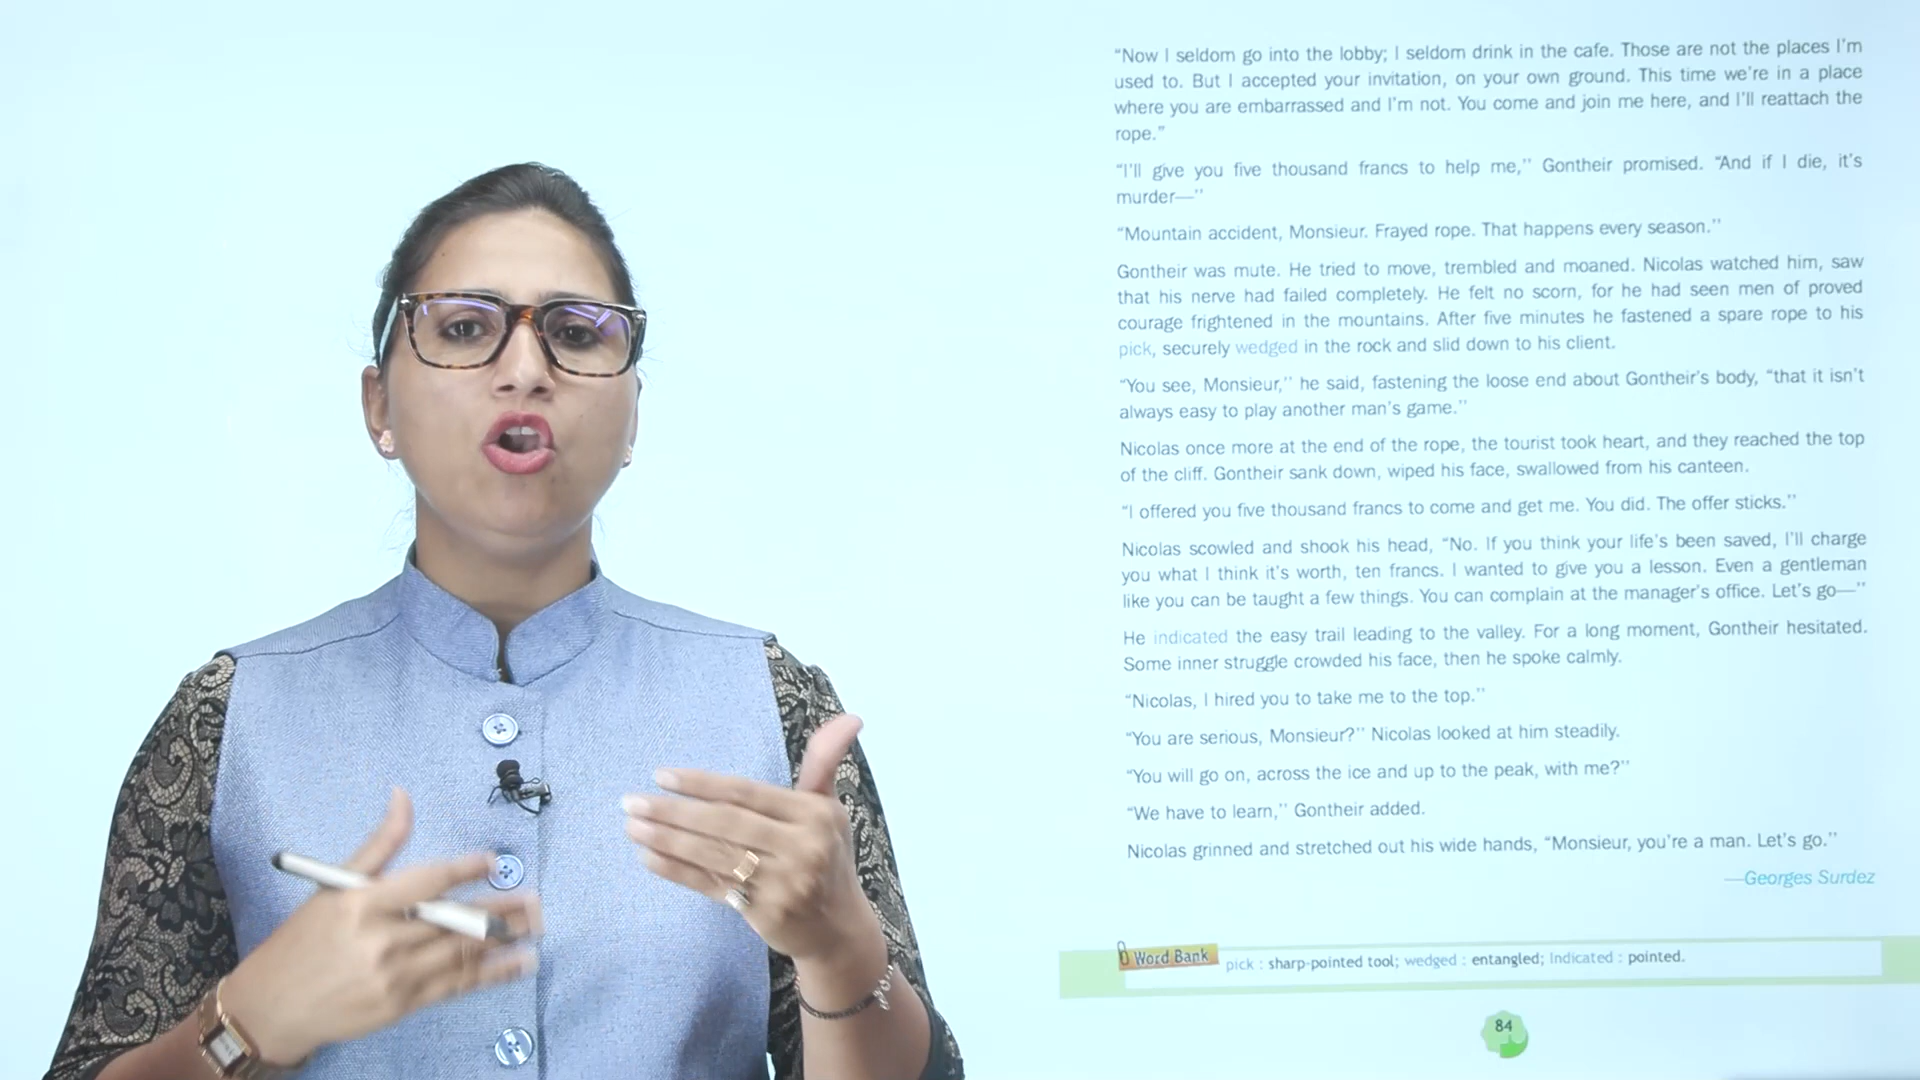 “Now I seldom go into the lobby; I seldom drink in the cafe. Those are not the places I’m
used to. But I accepted your invitation, on your own ground. This time we’re in a place
where you are embarrassed and I’m not. You come and join me here, and I’ll reattach the
rope.”
“I’ll give you five thousand francs to help me,’’ Gontheir promised. “And if I die, it’s
murder—’’
“Mountain accident, Monsieur. Frayed rope. That happens every season.’’
Gontheir was mute. He tried to move, trembled and moaned. Nicolas watched him, saw
that his nerve had failed completely. He felt no scorn, for he had seen men of proved
courage frightened in the mountains. After five minutes he fastened a spare rope to his
pick, securely wedged in the rock and slid down to his client.
“You see, Monsieur,’’ he said, fastening the loose end about Gontheir’s body, “that it isn’t
always easy to play another man’s game.’’
Nicolas once more at the end of the rope, the tourist took heart, and they reached the top
of the cliff. Gontheir sank down, wiped his face, swallowed from his canteen.
“I offered you five thousand francs to come and get me. You did. The offer sticks.’’
Nicolas scowled and shook his head, “No. If you think your life’s been saved, I’ll charge
you what I think it’s worth, ten francs. I wanted to give you a lesson. Even a gentleman
like you can be taught a few things. You can complain at the manager’s office. Let’s go—’’
He indicated the easy trail leading to the valley. For a long moment, Gontheir hesitated.
Some inner struggle crowded his face, then he spoke calmly.
“Nicolas, I hired you to take me to the top.’’
“You are serious, Monsieur?’’ Nicolas looked at him steadily.
“You will go on, across the ice and up to the peak, with me?’’
“We have to learn,’’ Gontheir added.
Nicolas grinned and stretched out his wide hands, “Monsieur, you’re a man. Let’s go.’’
—Georges Surdez
Word Bank pick : sharp-pointed tool; wedged : entangled; Indicated : pointed.
84